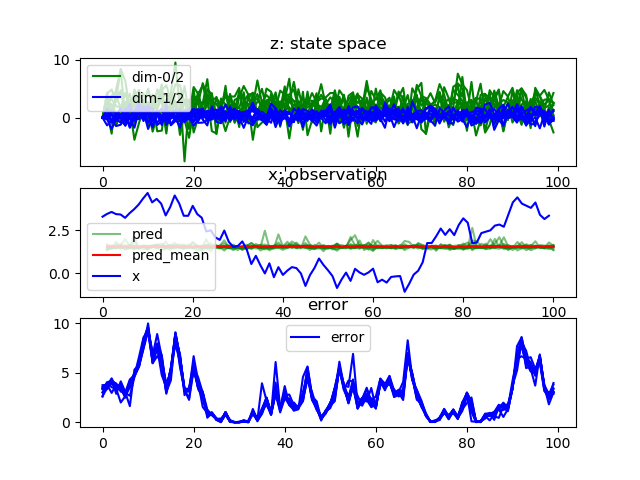 z: state space
10
0
dim-0/2
dim-1/2
0 20 40 60 80 100
x: observation
2.5
0.0
pred
pred_mean
x
0 20 40 60 80 100
error
10
5
0
error
0 20 40 60 80 100